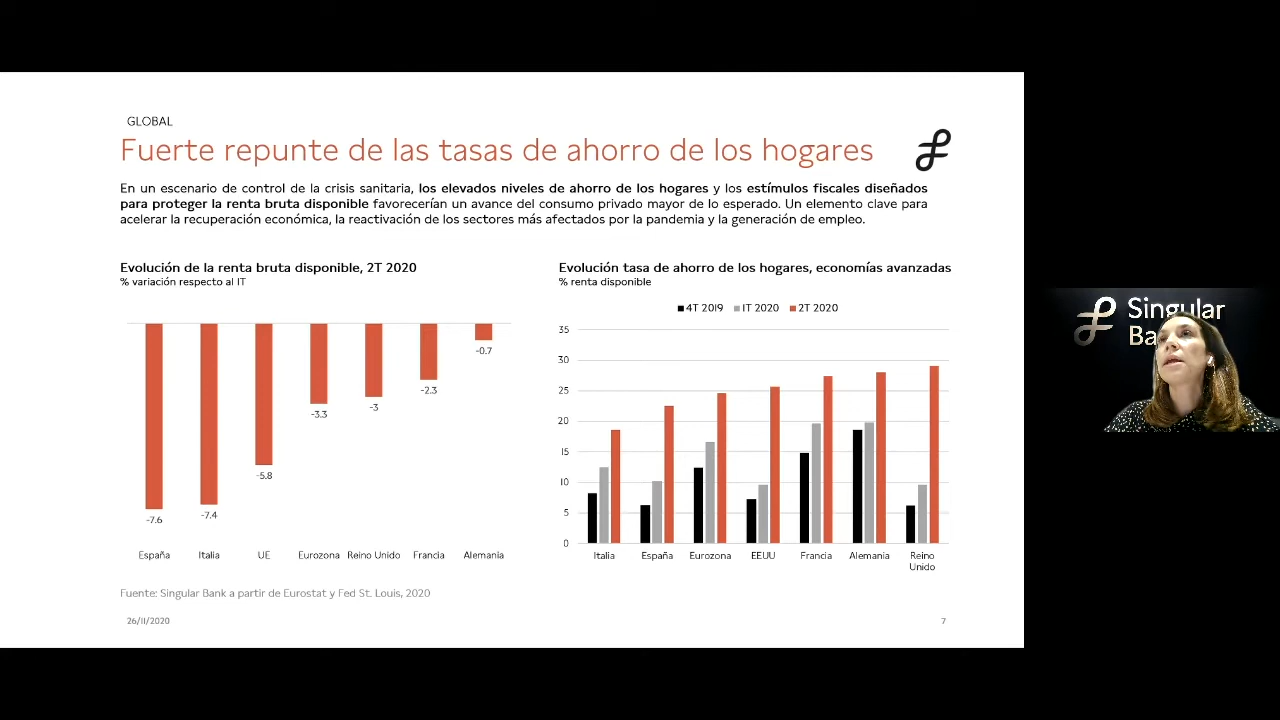 GLOBAL
Fuerte repunte de las tasas de ahorro de los hogares
En un escenario de control de la crisis sanitaria, los elevados niveles de ahorro de los hogares y los estímulos fiscales diseñados
para proteger la renta bruta disponible favorecerían un avance del consumo privado mayor de lo esperado. Un elemento clave para
acelerar la recuperación económica, la reactivación de los sectores más afectados por la pandemia y la generación de empleo.
Evolución de la renta bruta disponible, 2T 2020
% variación respecto al 1T
-7.6
-7.4
-5.8
-3.3
-3
-2.3
-0.7
España
Italia
UE
Eurozona
Reino Unido
Francia
Alemania
Evolución tasa de ahorro de los hogares, economías avanzadas
% renta disponible
4T 2019
1T 2020
2T 2020
35
30
25
20
15
10
5
0
Italia
España
Eurozona
EEUU
Francia
Alemania
Reino
Unido
Fuente: Singular Bank a partir de Eurostat y Fed St. Louis, 2020
26/11/2020
7
Singular
Ba